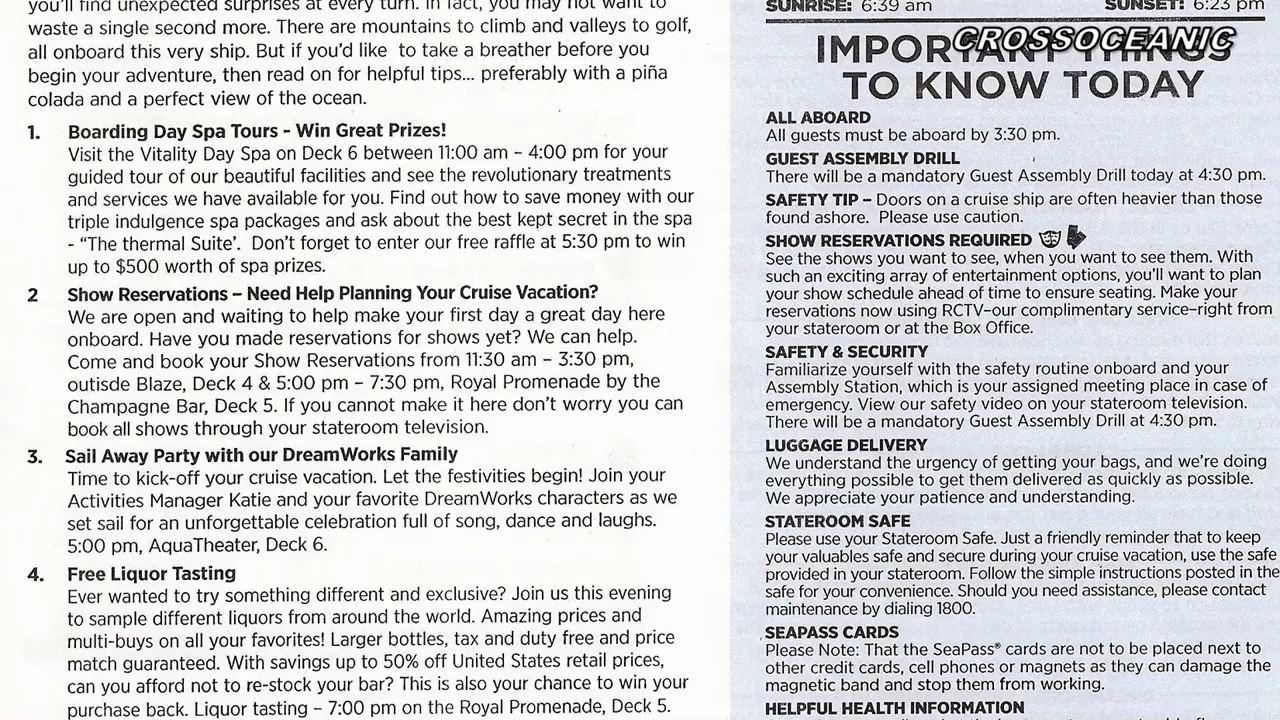 you'll find unexpected surprises at every turn. In fact, you may not want to
waste a single second more. There are mountains to climb and valleys to golf,
all onboard this very ship. But if you'd like to take a breather before you
begin your adventure, then read on for helpful tips... preferably with a piña
colada and a perfect view of the ocean.
1. Boarding Day Spa Tours - Win Great Prizes!
Visit the Vitality Day Spa on Deck 6 between 11:00 am – 4:00 pm for your
guided tour of our beautiful facilities and see the revolutionary treatments
and services we have available for you. Find out how to save money with our
triple indulgence spa packages and ask about the best kept secret in the spa
- “The thermal Suite'. Don't forget to enter our free raffle at 5:30 pm to win
up to $500 worth of spa prizes.
2 Show Reservations – Need Help Planning Your Cruise Vacation?
We are open and waiting to help make your first day a great day here
onboard. Have you made reservations for shows yet? We can help.
Come and book your Show Reservations from 11:30 am – 3:30 pm,
outisde Blaze, Deck 4 & 5:00 pm – 7:30 pm, Royal Promenade by the
Champagne Bar, Deck 5. If you cannot make it here don't worry you can
book all shows through your stateroom television.
3. Sail Away Party with our DreamWorks Family
Time to kick-off your cruise vacation. Let the festivities begin! Join your
Activities Manager Katie and your favorite DreamWorks characters as we
set sail for an unforgettable celebration full of song, dance and laughs.
5:00 pm, AquaTheater, Deck 6.
4. Free Liquor Tasting
Ever wanted to try something different and exclusive? Join us this evening
to sample different liquors from around the world. Amazing prices and
multi-buys on all your favorites! Larger bottles, tax and duty free and price
match guaranteed. With savings up to 50% off United States retail prices,
can you afford not to re-stock your bar? This is also your chance to win your
purchase back. Liquor tasting – 7:00 pm on the Royal Promenade, Deck 5.
SUNRISE: 6:39 am SUNSET: 6:23 pm
CROSSOCEANIC
IMPORTANT THINGS
TO KNOW TODAY
ALL ABOARD
All guests must be aboard by 3:30 pm.
GUEST ASSEMBLY DRILL
There will be a mandatory Guest Assembly Drill today at 4:30 pm.
SAFETY TIP – Doors on a cruise ship are often heavier than those
found ashore. Please use caution.
SHOW RESERVATIONS REQUIRED
See the shows you want to see, when you want to see them. With
such an exciting array of entertainment options, you'll want to plan
your show schedule ahead of time to ensure seating. Make your
reservations now using RCTV–our complimentary service–right from
your stateroom or at the Box Office.
SAFETY & SECURITY
Familiarize yourself with the safety routine onboard and your
Assembly Station, which is your assigned meeting place in case of
emergency. View our safety video on your stateroom television.
There will be a mandatory Guest Assembly Drill at 4:30 pm.
LUGGAGE DELIVERY
We understand the urgency of getting your bags, and we're doing
everything possible to get them delivered as quickly as possible.
We appreciate your patience and understanding.
STATEROOM SAFE
Please use your Stateroom Safe. Just a friendly reminder that to keep
your valuables safe and secure during your cruise vacation, use the safe
provided in your stateroom. Follow the simple instructions posted in the
safe for your convenience. Should you need assistance, please contact
maintenance by dialing 1800.
SEAPASS CARDS
Please Note: That the SeaPass® cards are not to be placed next to
other credit cards, cell phones or magnets as they can damage the
magnetic band and stop them from working.
HELPFUL HEALTH INFORMATION